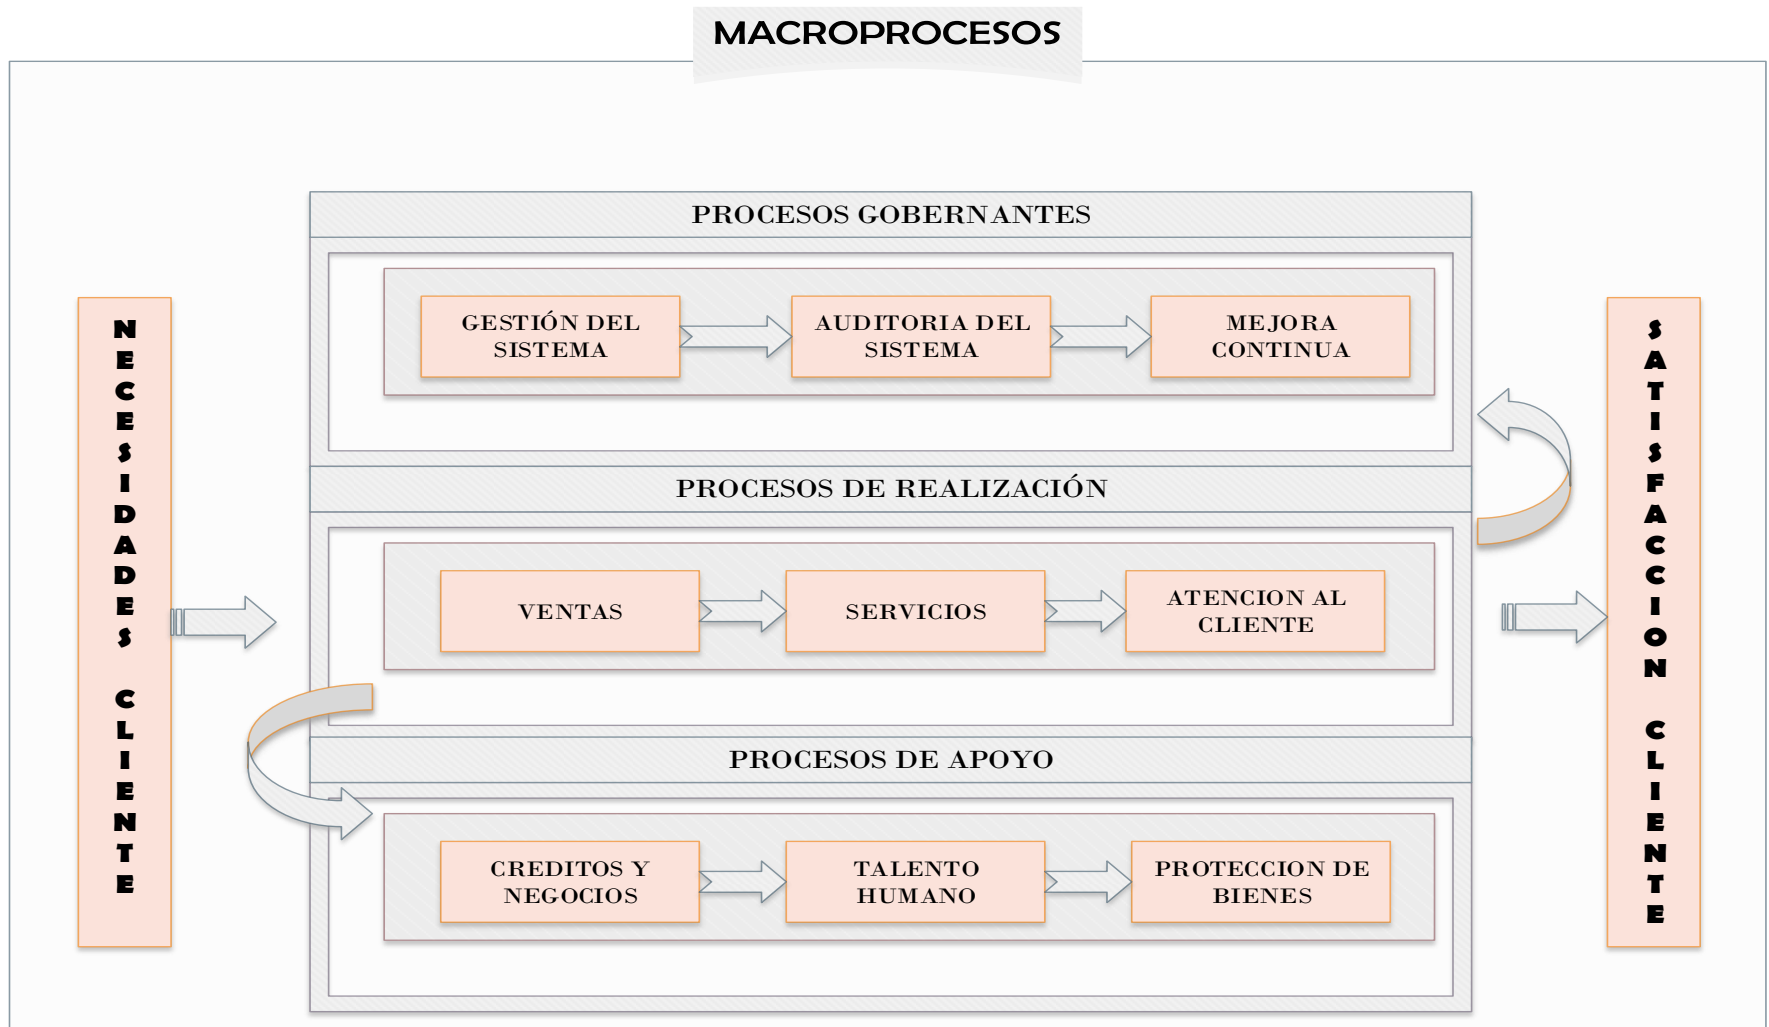 MACROPROCESOS
NECESIDADES CLIENTE
PROCESOS GOBERNANTES
GESTIÓN DEL
SISTEMA
AUDITORIA DEL
SISTEMA
MEJORA
CONTINUA
PROCESOS DE REALIZACIÓN
VENTAS
SERVICIOS
ATENCION AL
CLIENTE
PROCESOS DE APOYO
CREDITOS Y
NEGOCIOS
TALENTO
HUMANO
PROTECCION DE
BIENES
SATISFACCION CLIENTE